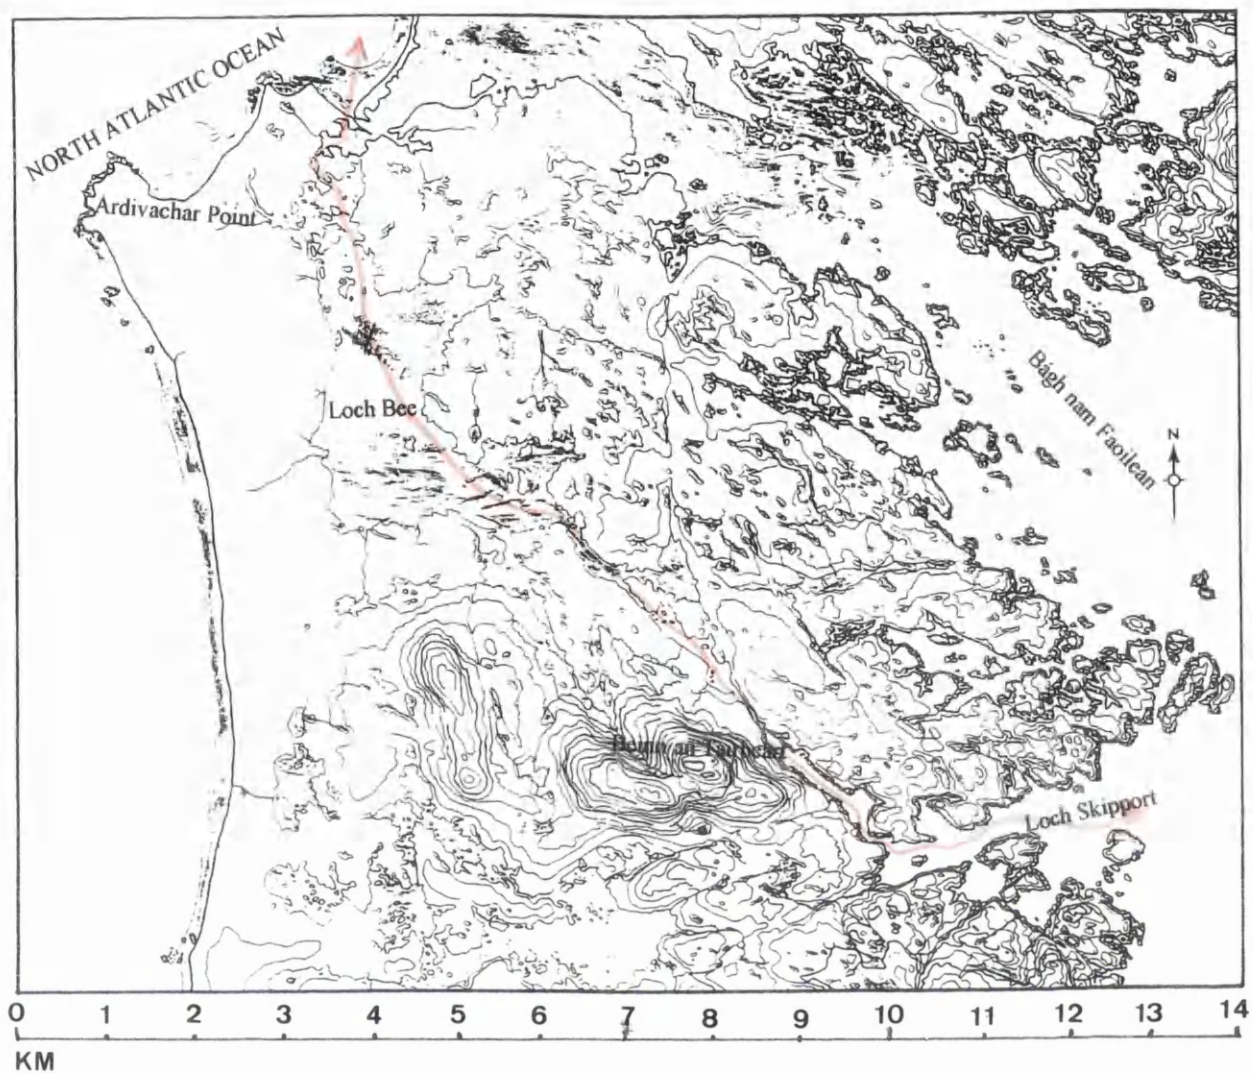 NORTH ATLANTIC OCEAN
Ardivachar Point
Loch Bee
Bagh nam Faoilean
N
Loch Skipport
0 1 2 3 4 5 6 7 8 9 10 11 12 13 14
KM